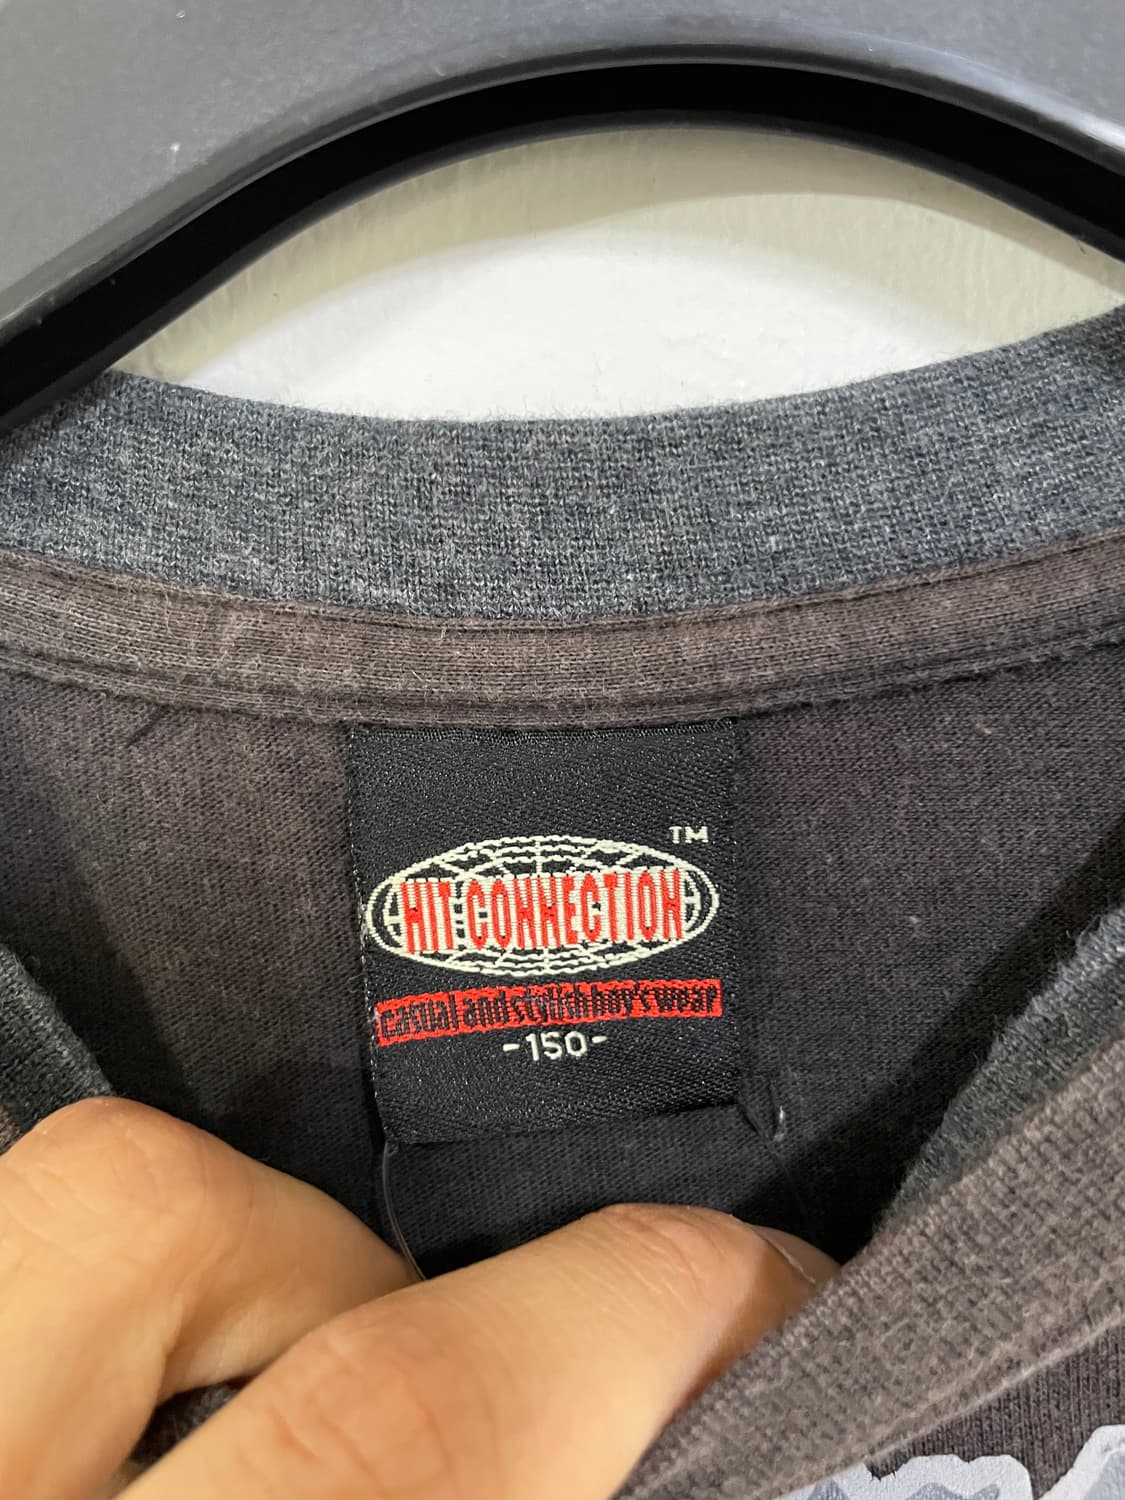 TM
HIT CONNECTION
casual and stylish boy's wear
-150-